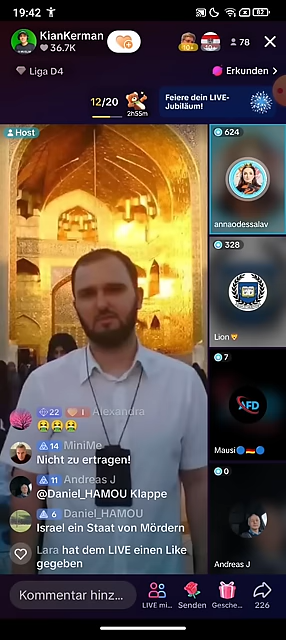 19:42
82
KianKerman
36.7K
10+
10+
78
Liga D4
Erkunden >
12/20
2h55m
Feiere dein LIVE-
Jubiläum!
Host
624
annaodessalav
328
Lion🦁
7
AFD
Mausi🔵🇩🇪🔵
0
Andreas J
22 1 Alexandra
🤮🤮🤮
14 MiniMe
Nicht zu ertragen!
11 Andreas J
@Daniel_HAMOU Klappe
6 Daniel_HAMOU
Israel ein Staat von Mördern
Lara hat dem LIVE einen Like
gegeben
Kommentar hinz...
LIVE mi...
Senden
Gesche...
226